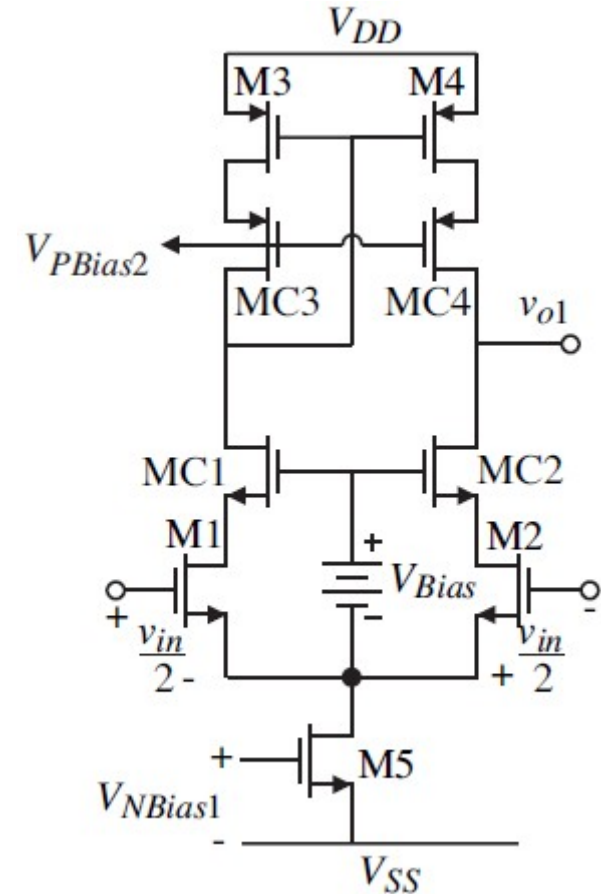 V_DD
M3 M4
V_PBias2
MC3 MC4
v_o1
MC1 MC2
M1 M2
+
V_Bias
-
+ v_in/2 -
+ v_in/2 -
+
M5
V_NBias1
-
V_SS